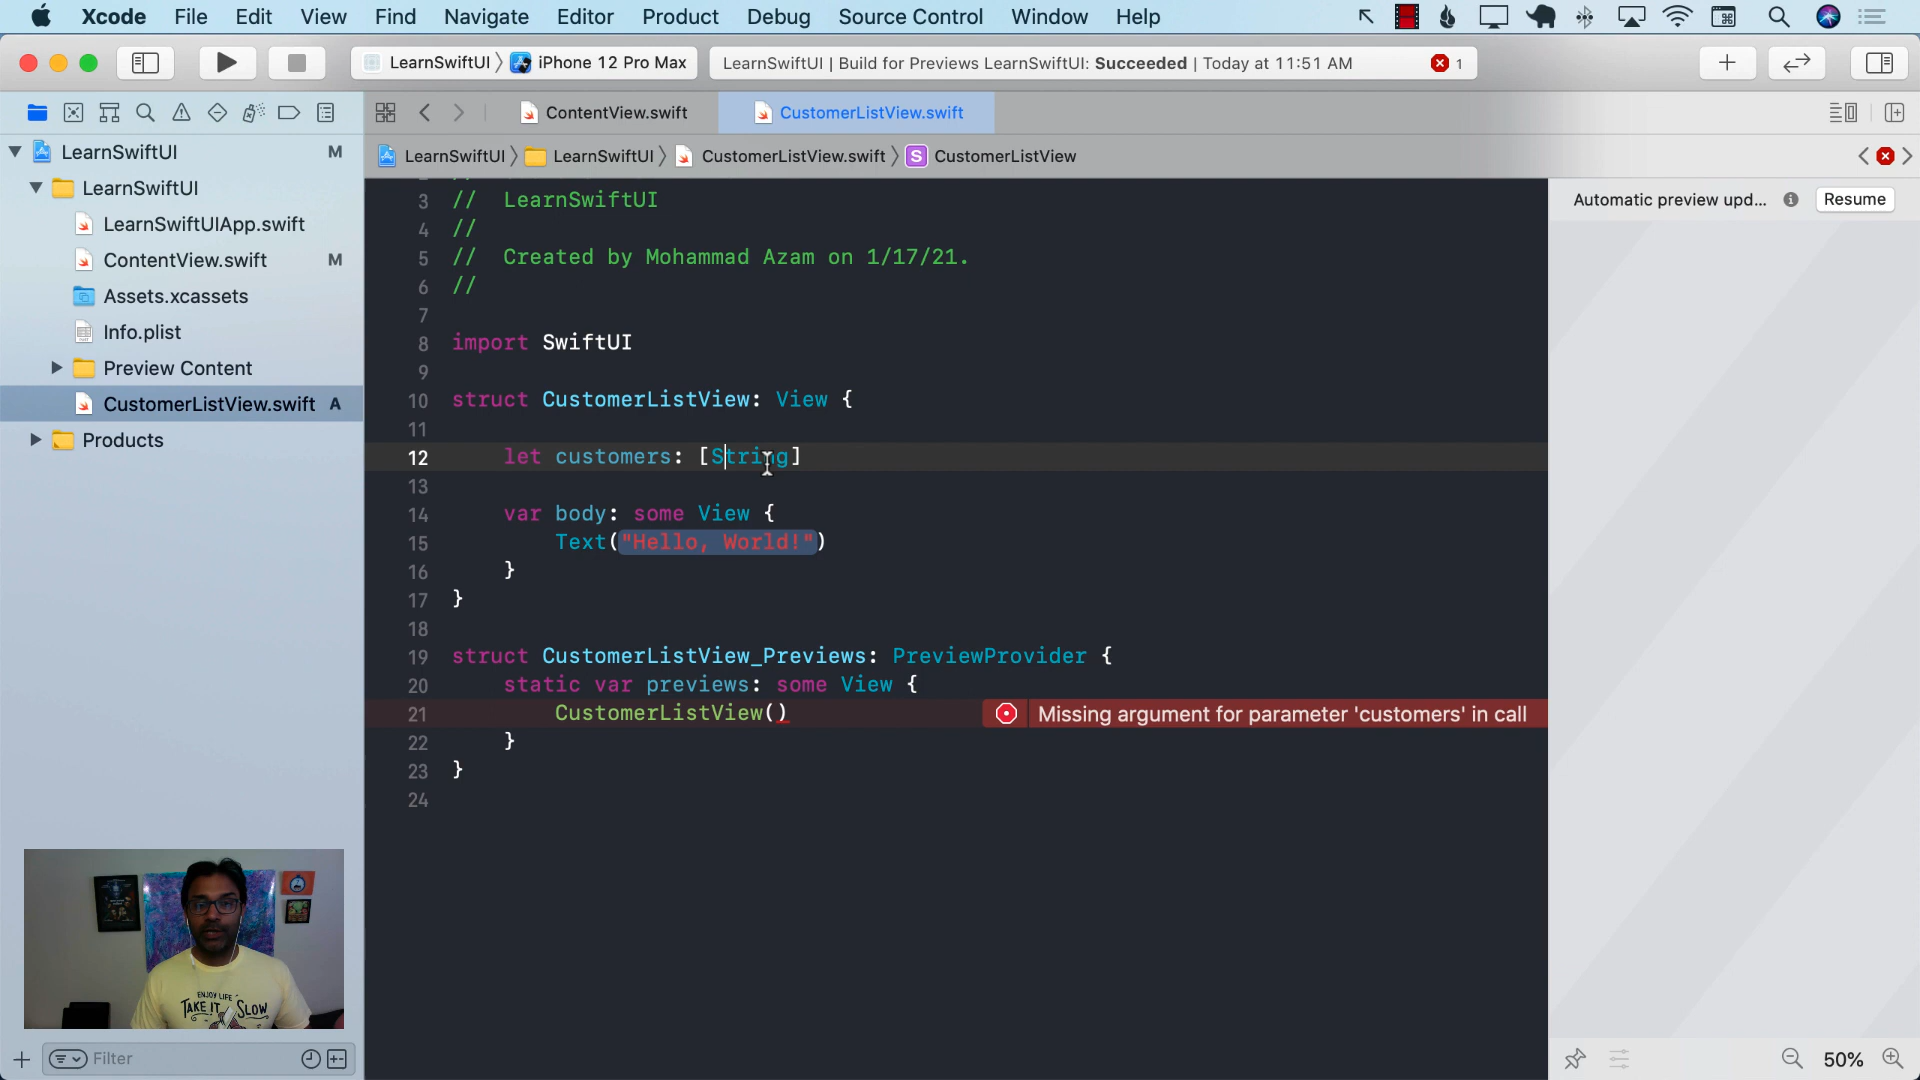 Xcode File Edit View Find Navigate Editor Product Debug Source Control Window Help
LearnSwiftUI iPhone 12 Pro Max
LearnSwiftUI | Build for Previews LearnSwiftUI: Succeeded | Today at 11:51 AM
1
ContentView.swift
CustomerListView.swift
LearnSwiftUI M
LearnSwiftUI LearnSwiftUI CustomerListView.swift S CustomerListView
LearnSwiftUI
LearnSwiftUIApp.swift
ContentView.swift M
Assets.xcassets
Info.plist
Preview Content
CustomerListView.swift A
Products
3 // LearnSwiftUI
4 //
5 // Created by Mohammad Azam on 1/17/21.
6 //
7
8 import SwiftUI
9
10 struct CustomerListView: View {
11
12 let customers: [String]
13
14 var body: some View {
15 Text("Hello, World!")
16 }
17 }
18
19 struct CustomerListView_Previews: PreviewProvider {
20 static var previews: some View {
21 CustomerListView() Missing argument for parameter 'customers' in call
22 }
23 }
24
Automatic preview upd... Resume
ENJOY LIFE
TAKE IT SLOW
Filter
50%